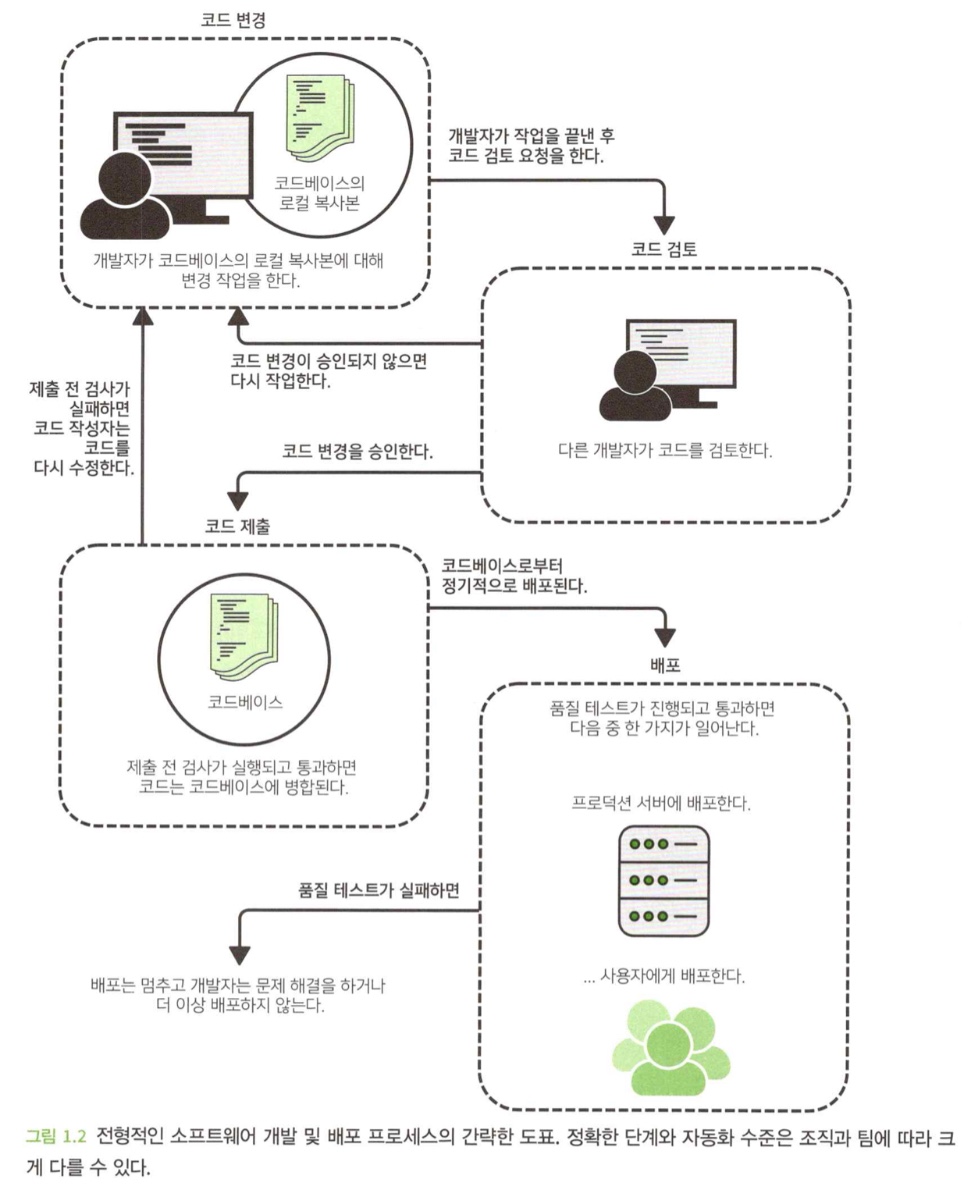 코드 변경
코드베이스의
로컬 복사본
개발자가 코드베이스의 로컬 복사본에 대해
변경 작업을 한다.
개발자가 작업을 끝낸 후
코드 검토 요청을 한다.
코드 검토
다른 개발자가 코드를 검토한다.
코드 변경이 승인되지 않으면
다시 작업한다.
제출 전 검사가
실패하면
코드 작성자는
코드를
다시 수정한다.
코드 변경을 승인한다.
코드 제출
코드베이스
제출 전 검사가 실행되고 통과하면
코드는 코드베이스에 병합된다.
코드베이스로부터
정기적으로 배포된다.
배포
품질 테스트가 진행되고 통과하면
다음 중 한 가지가 일어난다.
프로덕션 서버에 배포한다.
... 사용자에게 배포한다.
품질 테스트가 실패하면
배포는 멈추고 개발자는 문제 해결을 하거나
더 이상 배포하지 않는다.
그림 1.2 전형적인 소프트웨어 개발 및 배포 프로세스의 간략한 도표. 정확한 단계와 자동화 수준은 조직과 팀에 따라 크
게 다를 수 있다.